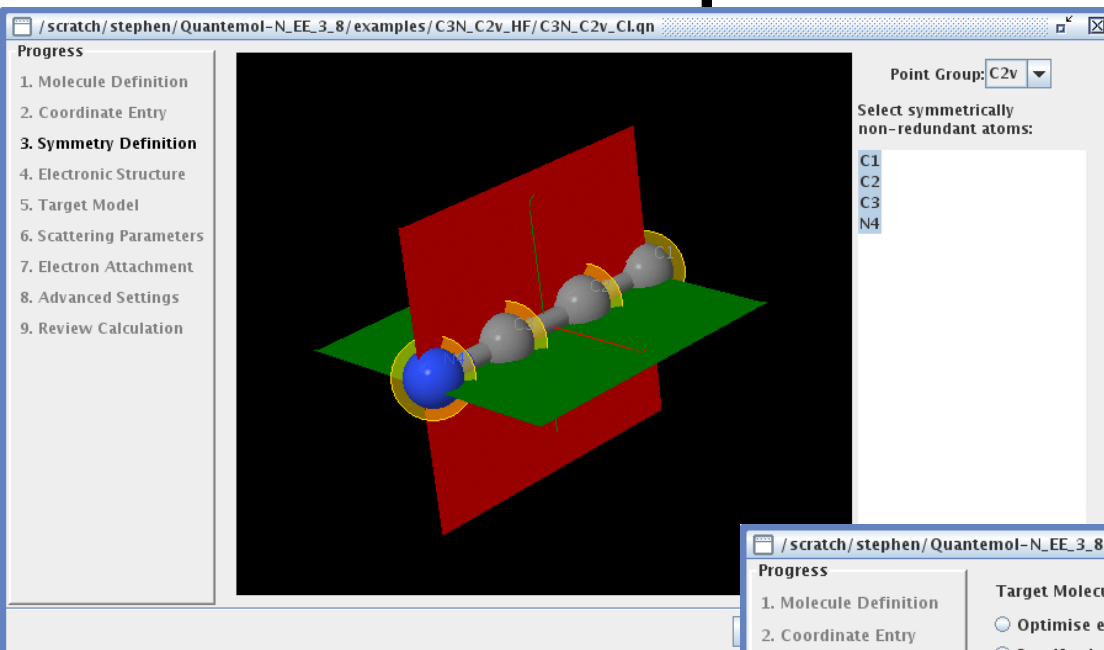 /scratch/stephen/Quantemol-N_EE_3_8/examples/C3N_C2v_HF/C3N_C2v_CI.qn
Progress
1. Molecule Definition
2. Coordinate Entry
3. Symmetry Definition
4. Electronic Structure
5. Target Model
6. Scattering Parameters
7. Electron Attachment
8. Advanced Settings
9. Review Calculation
Point Group: C2v
Select symmetrically
non-redundant atoms:
C1
C2
C3
N4
C1
C2
C3
N4
/scratch/stephen/Quantemol-N_EE_3_8
Progress
1. Molecule Definition
2. Coordinate Entry
Target Molecu
Optimise e